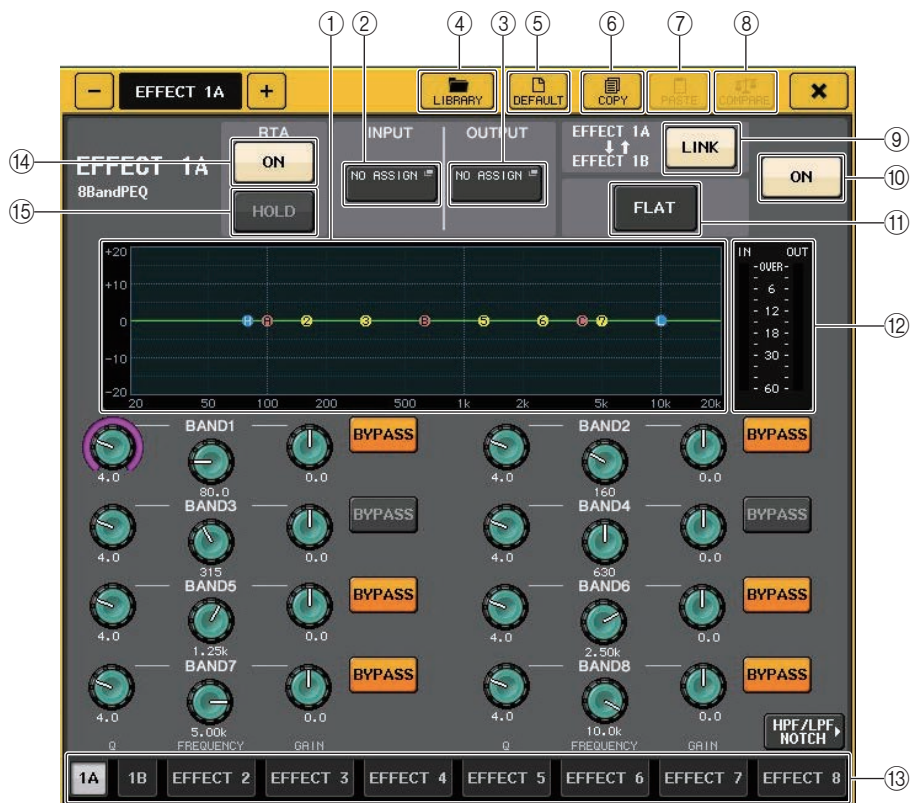 ① ② ④ ③ ⑤ ⑥ ⑦ ⑧
− EFFECT 1A + LIBRARY DEFAULT COPY PASTE COMPARE ×
RTA INPUT OUTPUT EFFECT 1A LINK ⑨
⑭ EFFECT 1A ON NO ASSIGN NO ASSIGN EFFECT 1B ON ⑩
8BandPEQ
⑮ HOLD FLAT ⑪
IN OUT
+20 -OVER-
+10 6
12
0 H A 2 3 B 5 6 C 7 L 18 ⑫
-10 30
-20 60
20 50 100 200 500 1k 2k 5k 10k 20k
BAND1 BYPASS BAND2 BYPASS
4.0 80.0 0.0 4.0 160 0.0
BAND3 BYPASS BAND4 BYPASS
4.0 315 0.0 4.0 630 0.0
BAND5 BYPASS BAND6 BYPASS
4.0 1.25k 0.0 4.0 2.50k 0.0
BAND7 BYPASS BAND8 BYPASS
4.0 5.00k 0.0 4.0 10.0k 0.0
HPF/LPF
NOTCH
Q FREQUENCY GAIN Q FREQUENCY GAIN
1A 1B EFFECT 2 EFFECT 3 EFFECT 4 EFFECT 5 EFFECT 6 EFFECT 7 EFFECT 8 ⑬